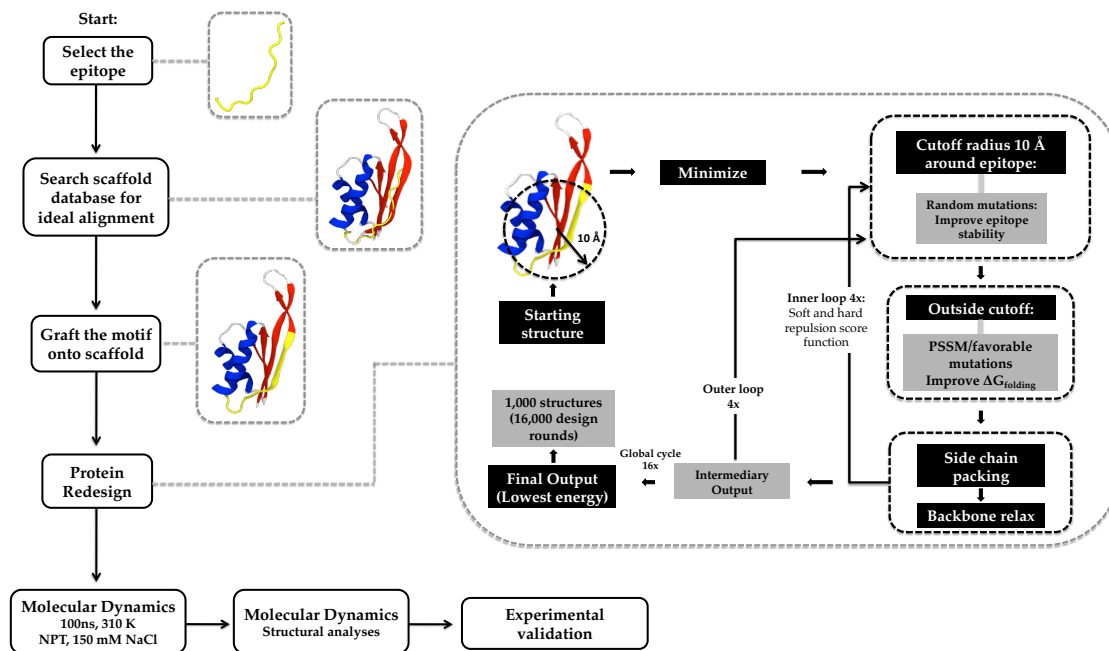 Start:
Select the
epitope
Search scaffold
database for
ideal alignment
Graft the motif
onto scaffold
Protein
Redesign
Molecular Dynamics
100ns, 310 K
NPT, 150 mM NaCl
Molecular Dynamics
Structural analyses
Experimental
validation
10 Å
Starting
structure
Minimize
Cutoff radius 10 Å
around epitope:
Random mutations:
Improve epitope
stability
Outside cutoff:
PSSM/favorable
mutations
Improve ΔGfolding
Side chain
packing
Backbone relax
Inner loop 4x:
Soft and hard
repulsion score
function
Outer loop
4x
Intermediary
Output
Global cycle
16x
Final Output
(Lowest energy)
1,000 structures
(16,000 design
rounds)